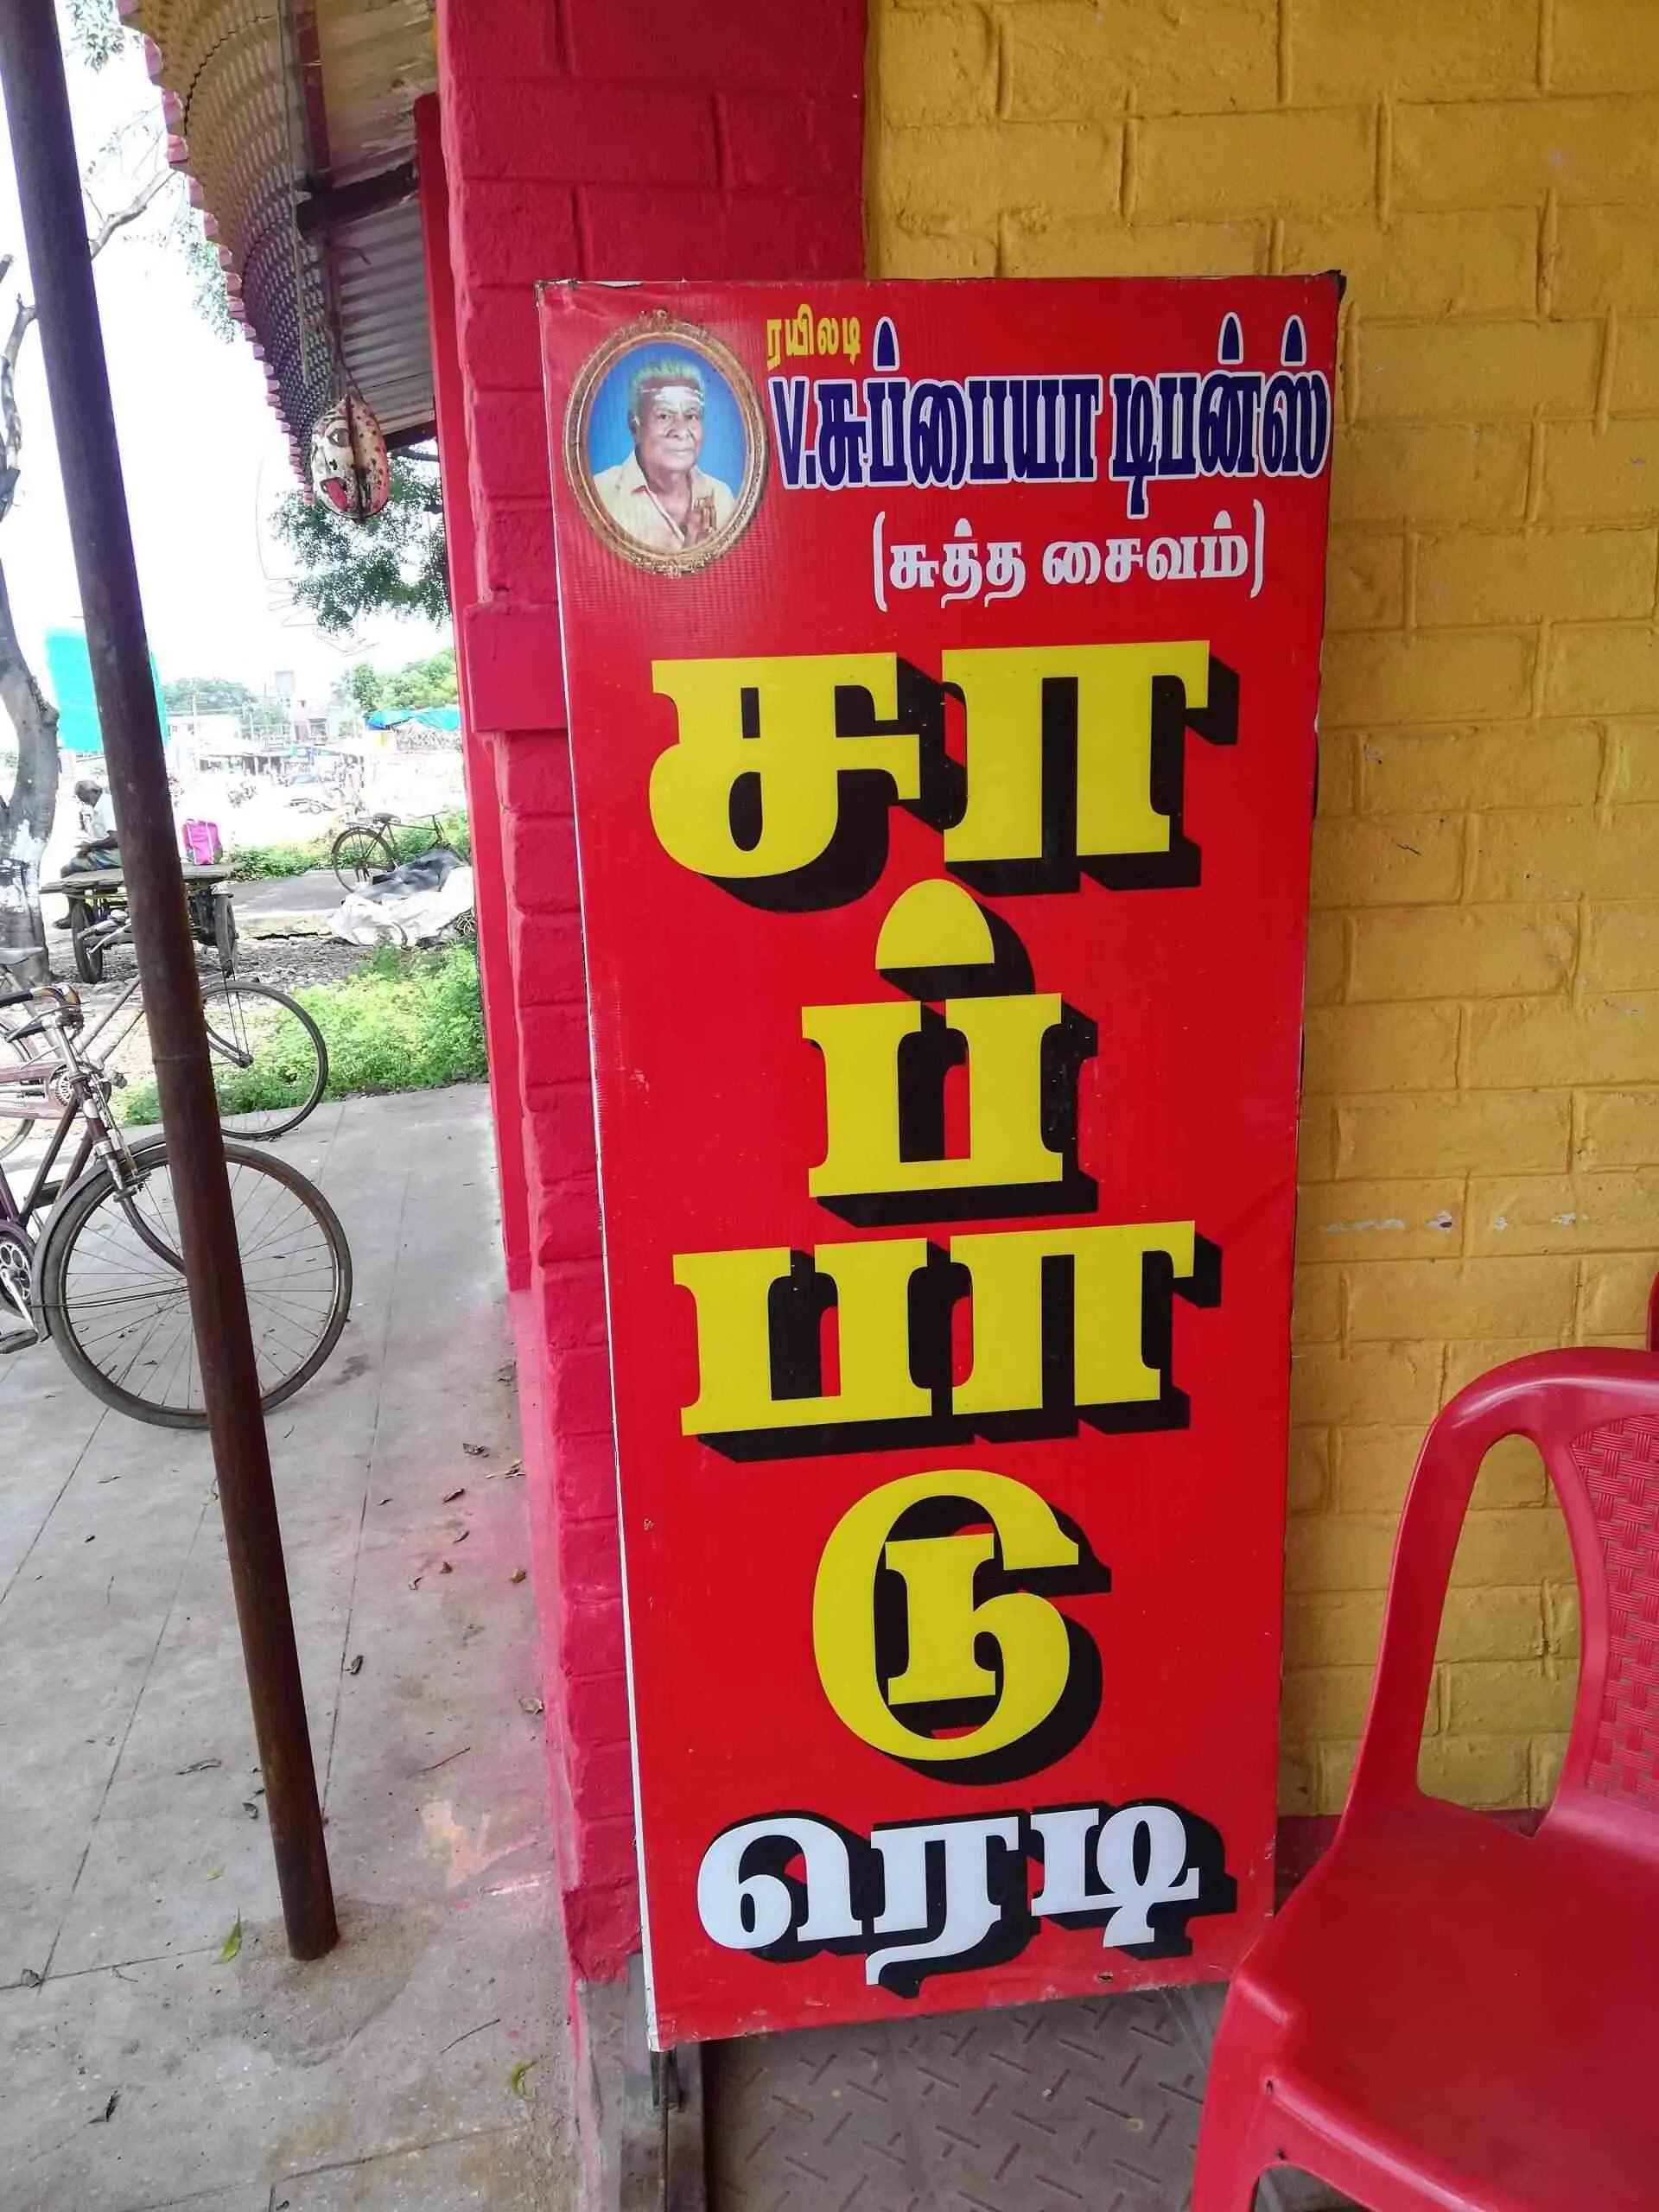 ரயிலடி
V.சுப்பையா டிபன்ஸ்
(சுத்த சைவம்)
சா
ப்
பா
டு
ரெடி